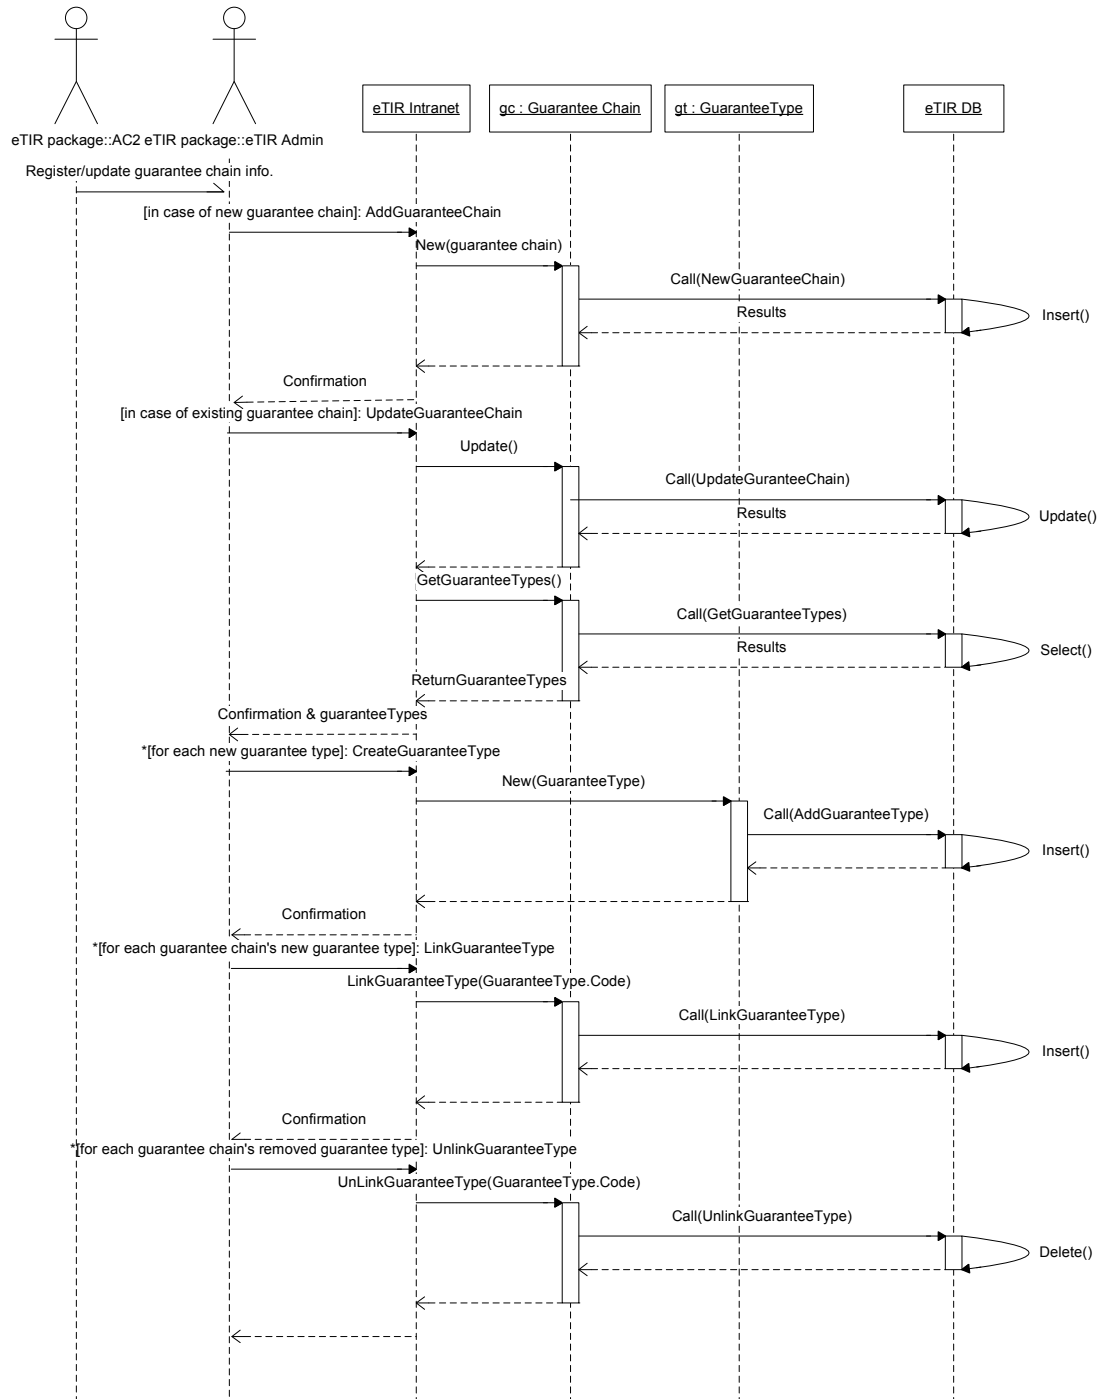 eTIR Intranet
gc : Guarantee Chain
gt : GuaranteeType
eTIR DB
eTIR package::AC2
eTIR package::eTIR Admin
Register/update guarantee chain info.
[in case of new guarantee chain]: AddGuaranteeChain
New(guarantee chain)
Call(NewGuaranteeChain)
Results
Insert()
Confirmation
[in case of existing guarantee chain]: UpdateGuaranteeChain
Update()
Call(UpdateGuranteeChain)
Results
Update()
GetGuaranteeTypes()
Call(GetGuaranteeTypes)
Results
Select()
ReturnGuaranteeTypes
Confirmation & guaranteeTypes
*[for each new guarantee type]: CreateGuaranteeType
New(GuaranteeType)
Call(AddGuaranteeType)
Insert()
Confirmation
*[for each guarantee chain's new guarantee type]: LinkGuaranteeType
LinkGuaranteeType(GuaranteeType.Code)
Call(LinkGuaranteeType)
Insert()
Confirmation
*[for each guarantee chain's removed guarantee type]: UnlinkGuaranteeType
UnLinkGuaranteeType(GuaranteeType.Code)
Call(UnlinkGuaranteeType)
Delete()